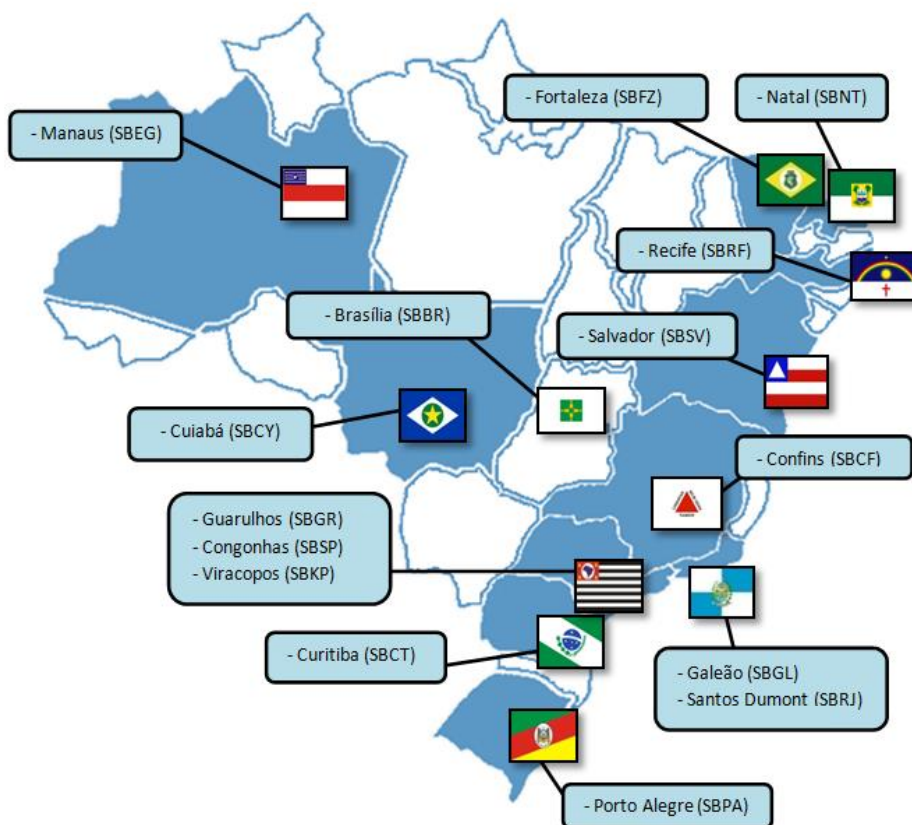 - Fortaleza (SBFZ)
- Natal (SBNT)
- Manaus (SBEG)
- Recife (SBRF)
- Brasília (SBBR)
- Salvador (SBSV)
- Cuiabá (SBCY)
- Confins (SBCF)
- Guarulhos (SBGR)
- Congonhas (SBSP)
- Viracopos (SBKP)
- Curitiba (SBCT)
- Galeão (SBGL)
- Santos Dumont (SBRJ)
- Porto Alegre (SBPA)